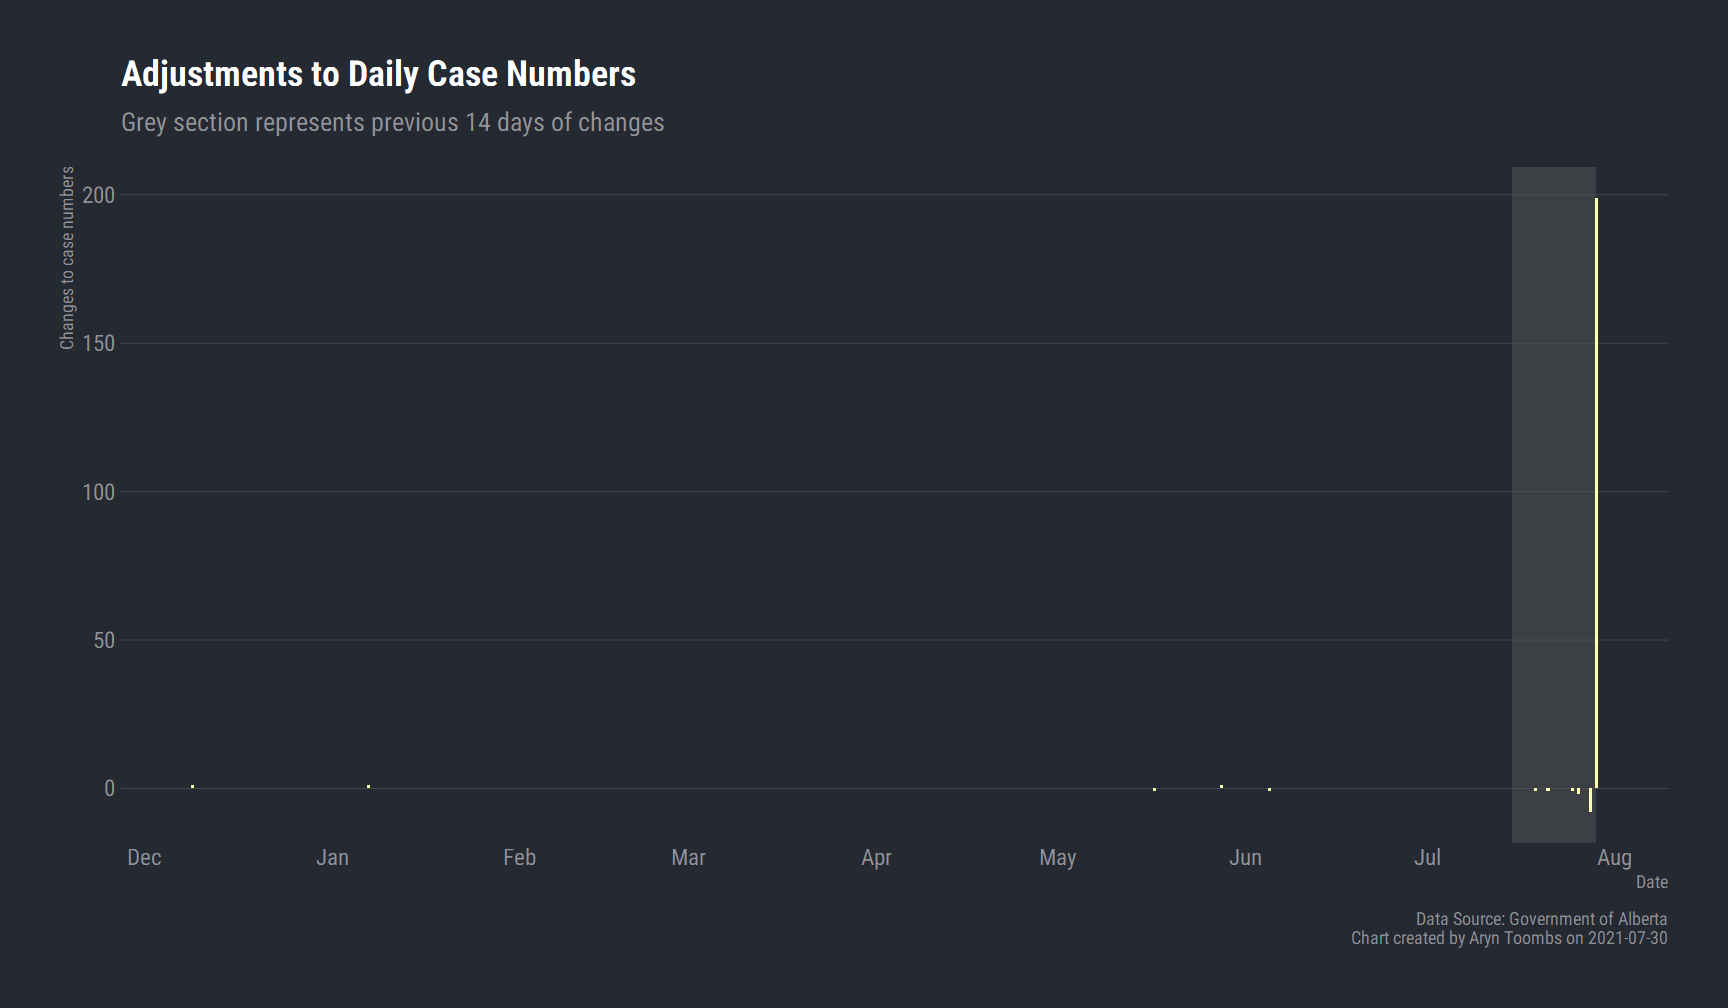 Adjustments to Daily Case Numbers
Grey section represents previous 14 days of changes
Changes to case numbers
200
150
100
50
0
Dec Jan Feb Mar Apr May Jun Jul Aug
Date
Data Source: Government of Alberta
Chart created by Aryn Toombs on 2021-07-30